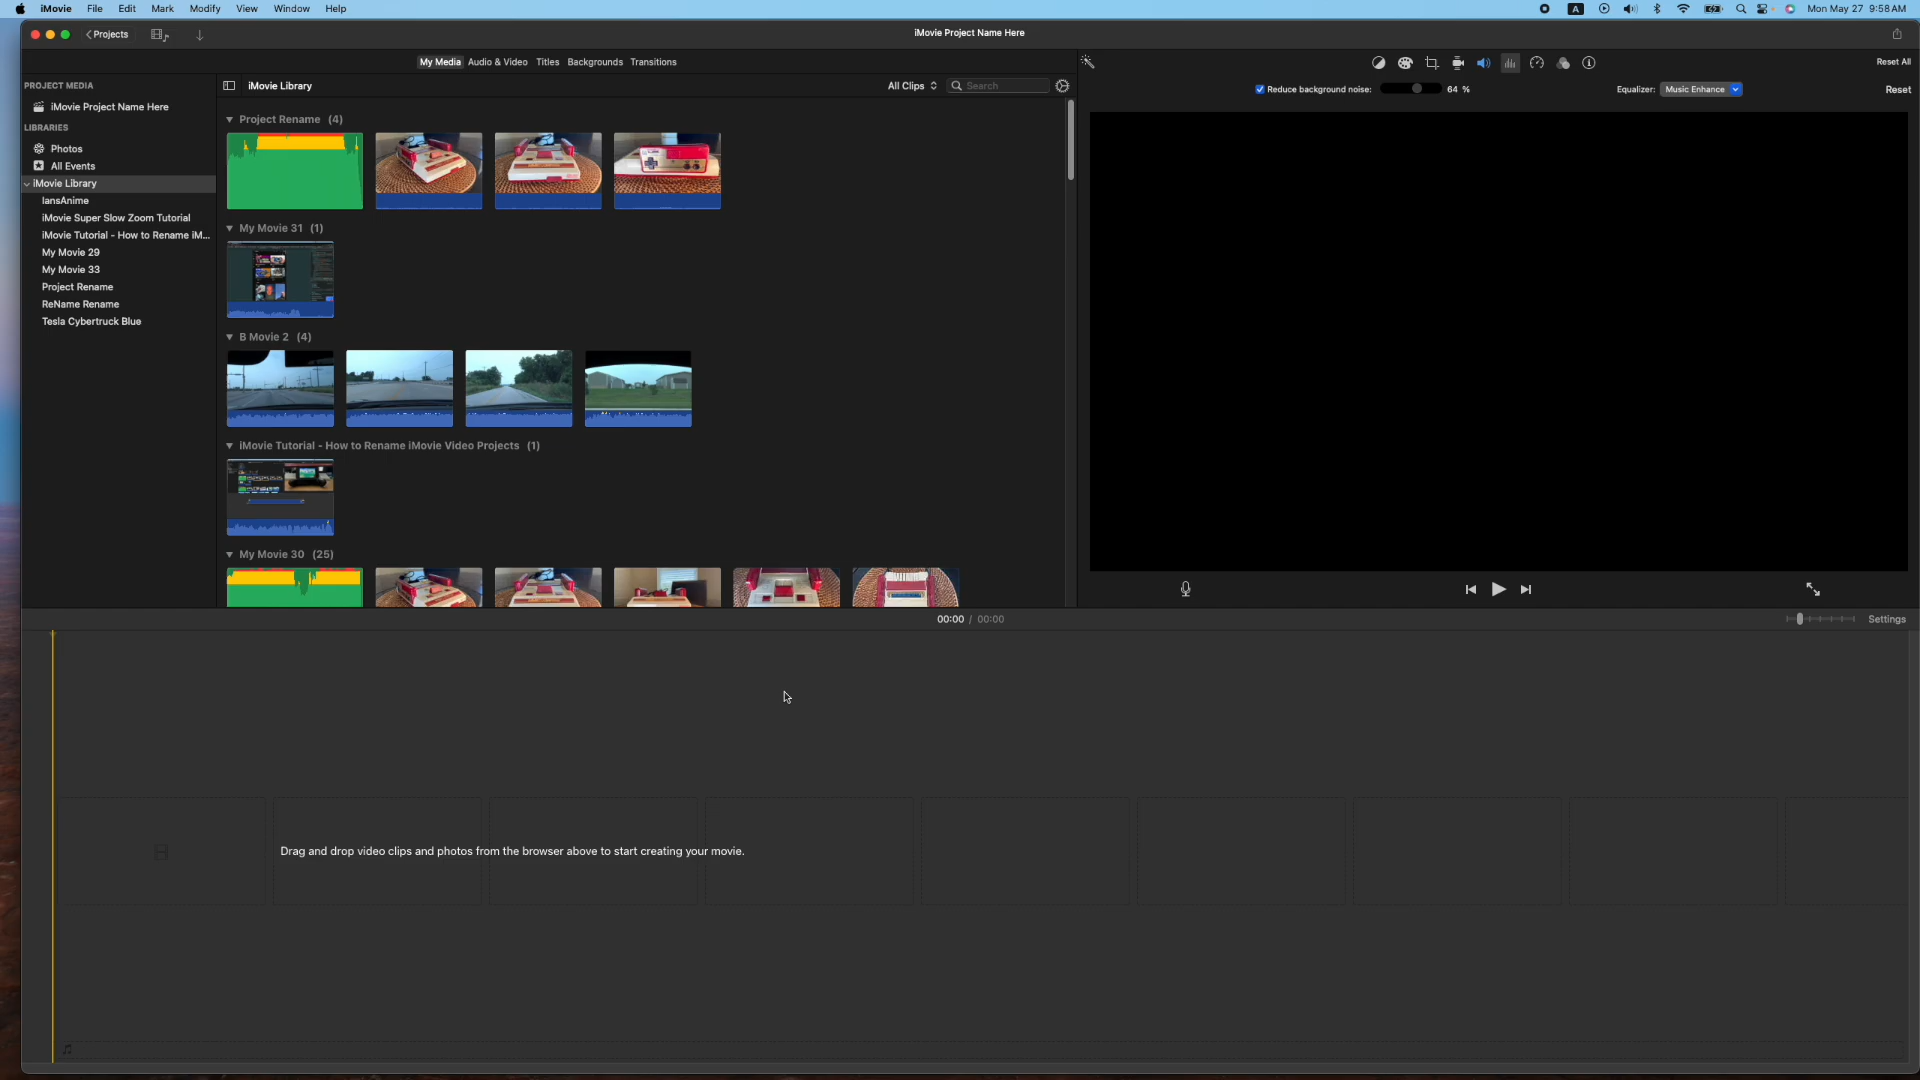 iMovie File Edit Mark Modify View Window Help A Mon May 27 9:58 AM
Projects iMovie Project Name Here
My Media Audio & Video Titles Backgrounds Transitions Reset All
PROJECT MEDIA iMovie Library All Clips Search Reduce background noise: 64 % Equalizer: Music Enhance Reset
iMovie Project Name Here
LIBRARIES
Photos
All Events
iMovie Library
IansAnime
iMovie Super Slow Zoom Tutorial
iMovie Tutorial - How to Rename iM...
My Movie 29
My Movie 33
Project Rename
ReName Rename
Tesla Cybertruck Blue
Project Rename (4)
My Movie 31 (1)
B Movie 2 (4)
iMovie Tutorial - How to Rename iMovie Video Projects (1)
My Movie 30 (25)
00:00 / 00:00 Settings
Drag and drop video clips and photos from the browser above to start creating your movie.